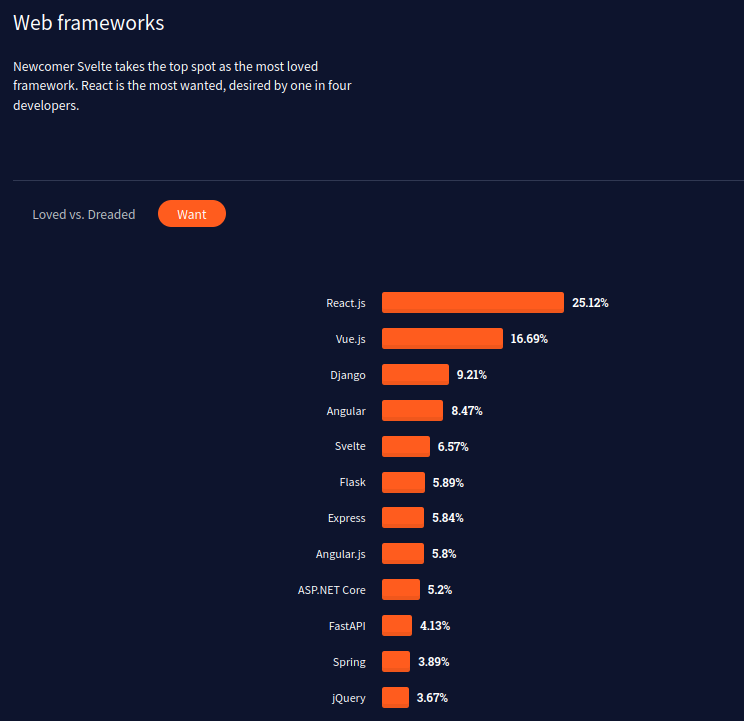 Web frameworks
Newcomer Svelte takes the top spot as the most loved
framework. React is the most wanted, desired by one in four
developers.
Loved vs. Dreaded Want
React.js 25.12%
Vue.js 16.69%
Django 9.21%
Angular 8.47%
Svelte 6.57%
Flask 5.89%
Express 5.84%
Angular.js 5.8%
ASP.NET Core 5.2%
FastAPI 4.13%
Spring 3.89%
jQuery 3.67%